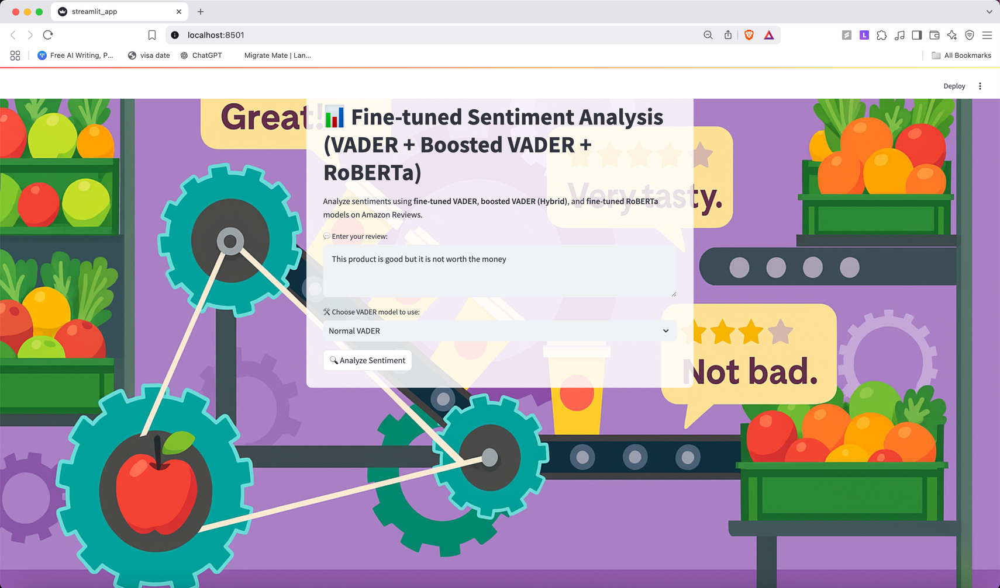 streamlit_app
localhost:8501
L
Free AI Writing, P...
visa date
ChatGPT
Migrate Mate | Lan...
All Bookmarks
Deploy
Great!
📊 Fine-tuned Sentiment Analysis
(VADER + Boosted VADER +
RoBERTa)
Very tasty.
Analyze sentiments using fine-tuned VADER, boosted VADER (Hybrid), and fine-tuned RoBERTa
models on Amazon Reviews.
💬 Enter your review:
This product is good but it is not worth the money
🛠 Choose VADER model to use:
Normal VADER
🔍 Analyze Sentiment
Not bad.